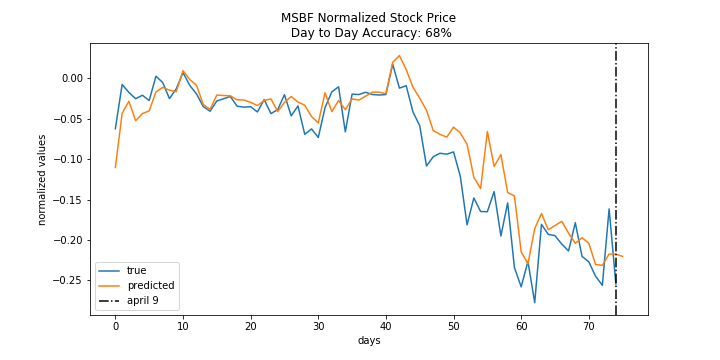 MSBF Normalized Stock Price
Day to Day Accuracy: 68%
normalized values
0.00
−0.05
−0.10
−0.15
−0.20
−0.25
true
predicted
april 9
0 10 20 30 40 50 60 70
days